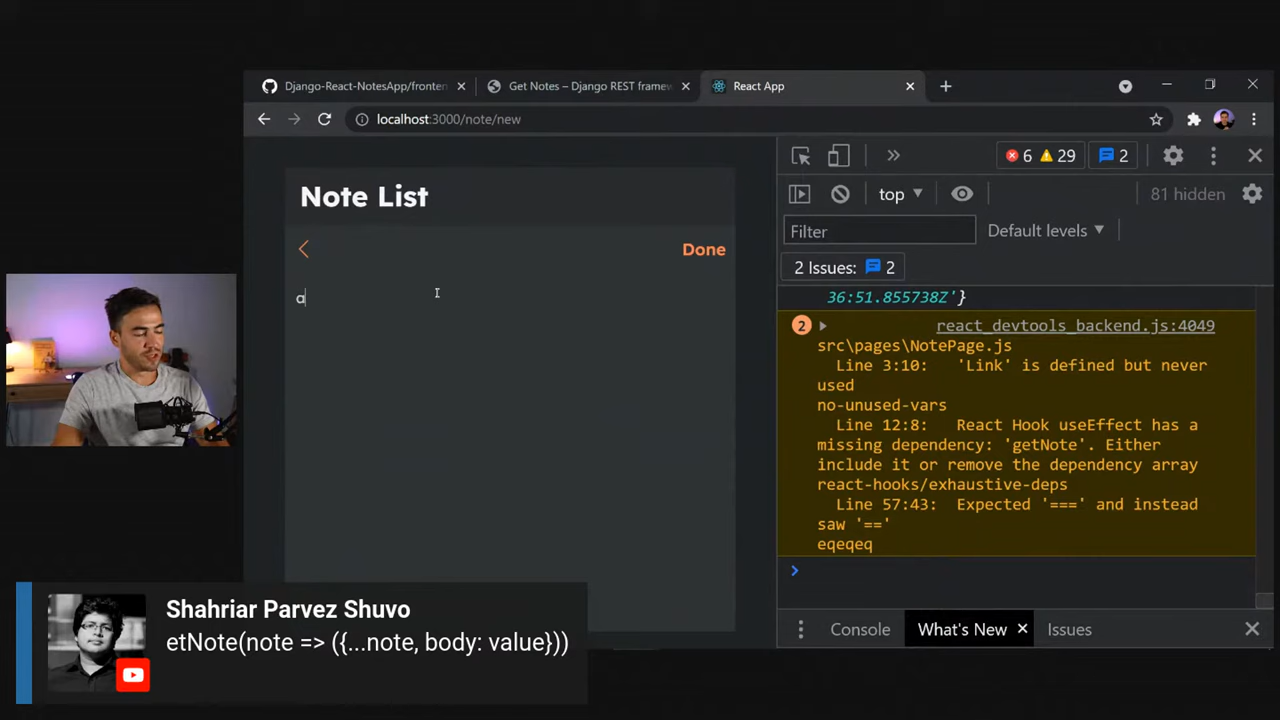 Django-React-NotesApp/fronten
Get Notes – Django REST framew
React App
localhost:3000/note/new
6
29
2
top
81 hidden
Note List
Filter
Default levels
Done
2 Issues:
2
a
36:51.855738Z'}
2
react_devtools_backend.js:4049
src\pages\NotePage.js
Line 3:10: 'Link' is defined but never
used
no-unused-vars
Line 12:8: React Hook useEffect has a
missing dependency: 'getNote'. Either
include it or remove the dependency array
react-hooks/exhaustive-deps
Line 57:43: Expected '===' and instead
saw '=='
eqeqeq
Shahriar Parvez Shuvo
etNote(note => ({...note, body: value}))
Console
What's New
Issues